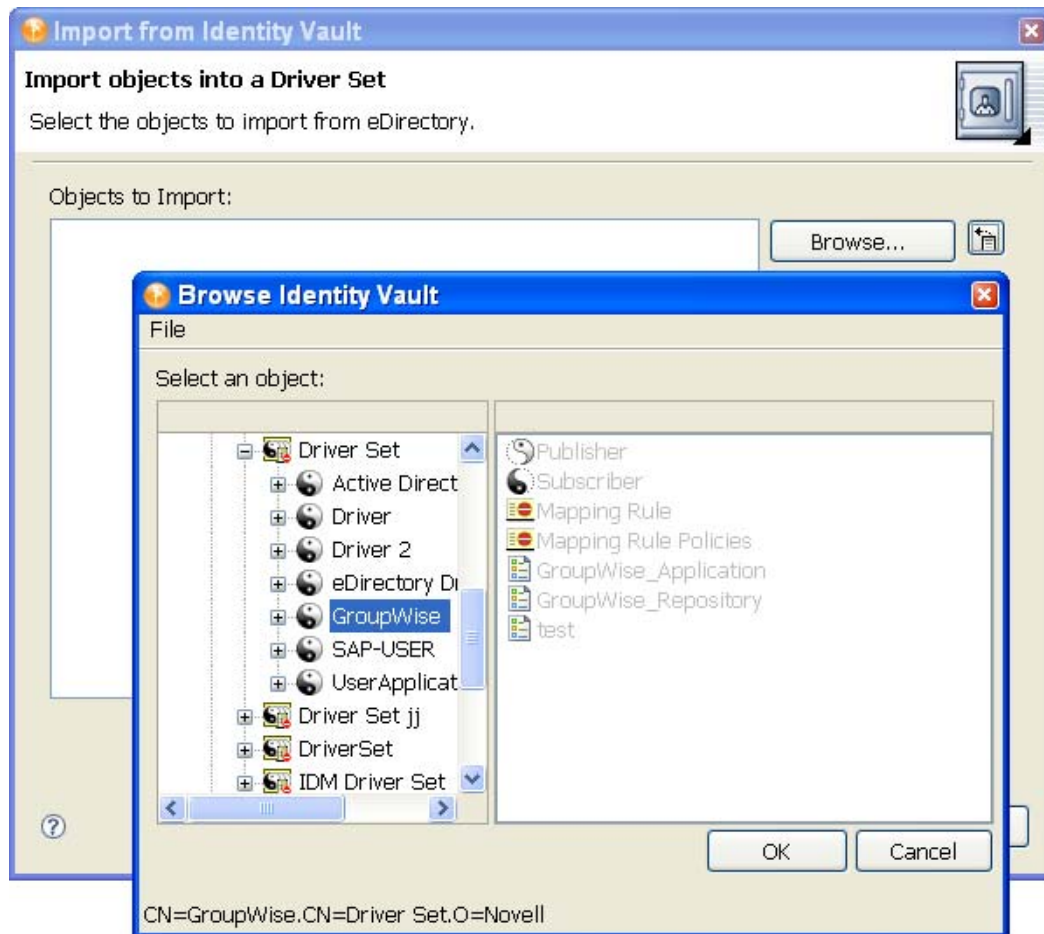 Import from Identity Vault
Import objects into a Driver Set
Select the objects to import from eDirectory.
Objects to Import:
Browse...
Browse Identity Vault
File
Select an object:
Driver Set
Active Direct
Driver
Driver 2
eDirectory
GroupWise
SAP-USER
UserApplicat
Driver Set jj
DriverSet
IDM Driver Set
Publisher
Subscriber
Mapping Rule
Mapping Rule Policies
GroupWise_Application
GroupWise_Repository
test
?
OK
Cancel
CN=GroupWise.CN=Driver Set.O=Novell